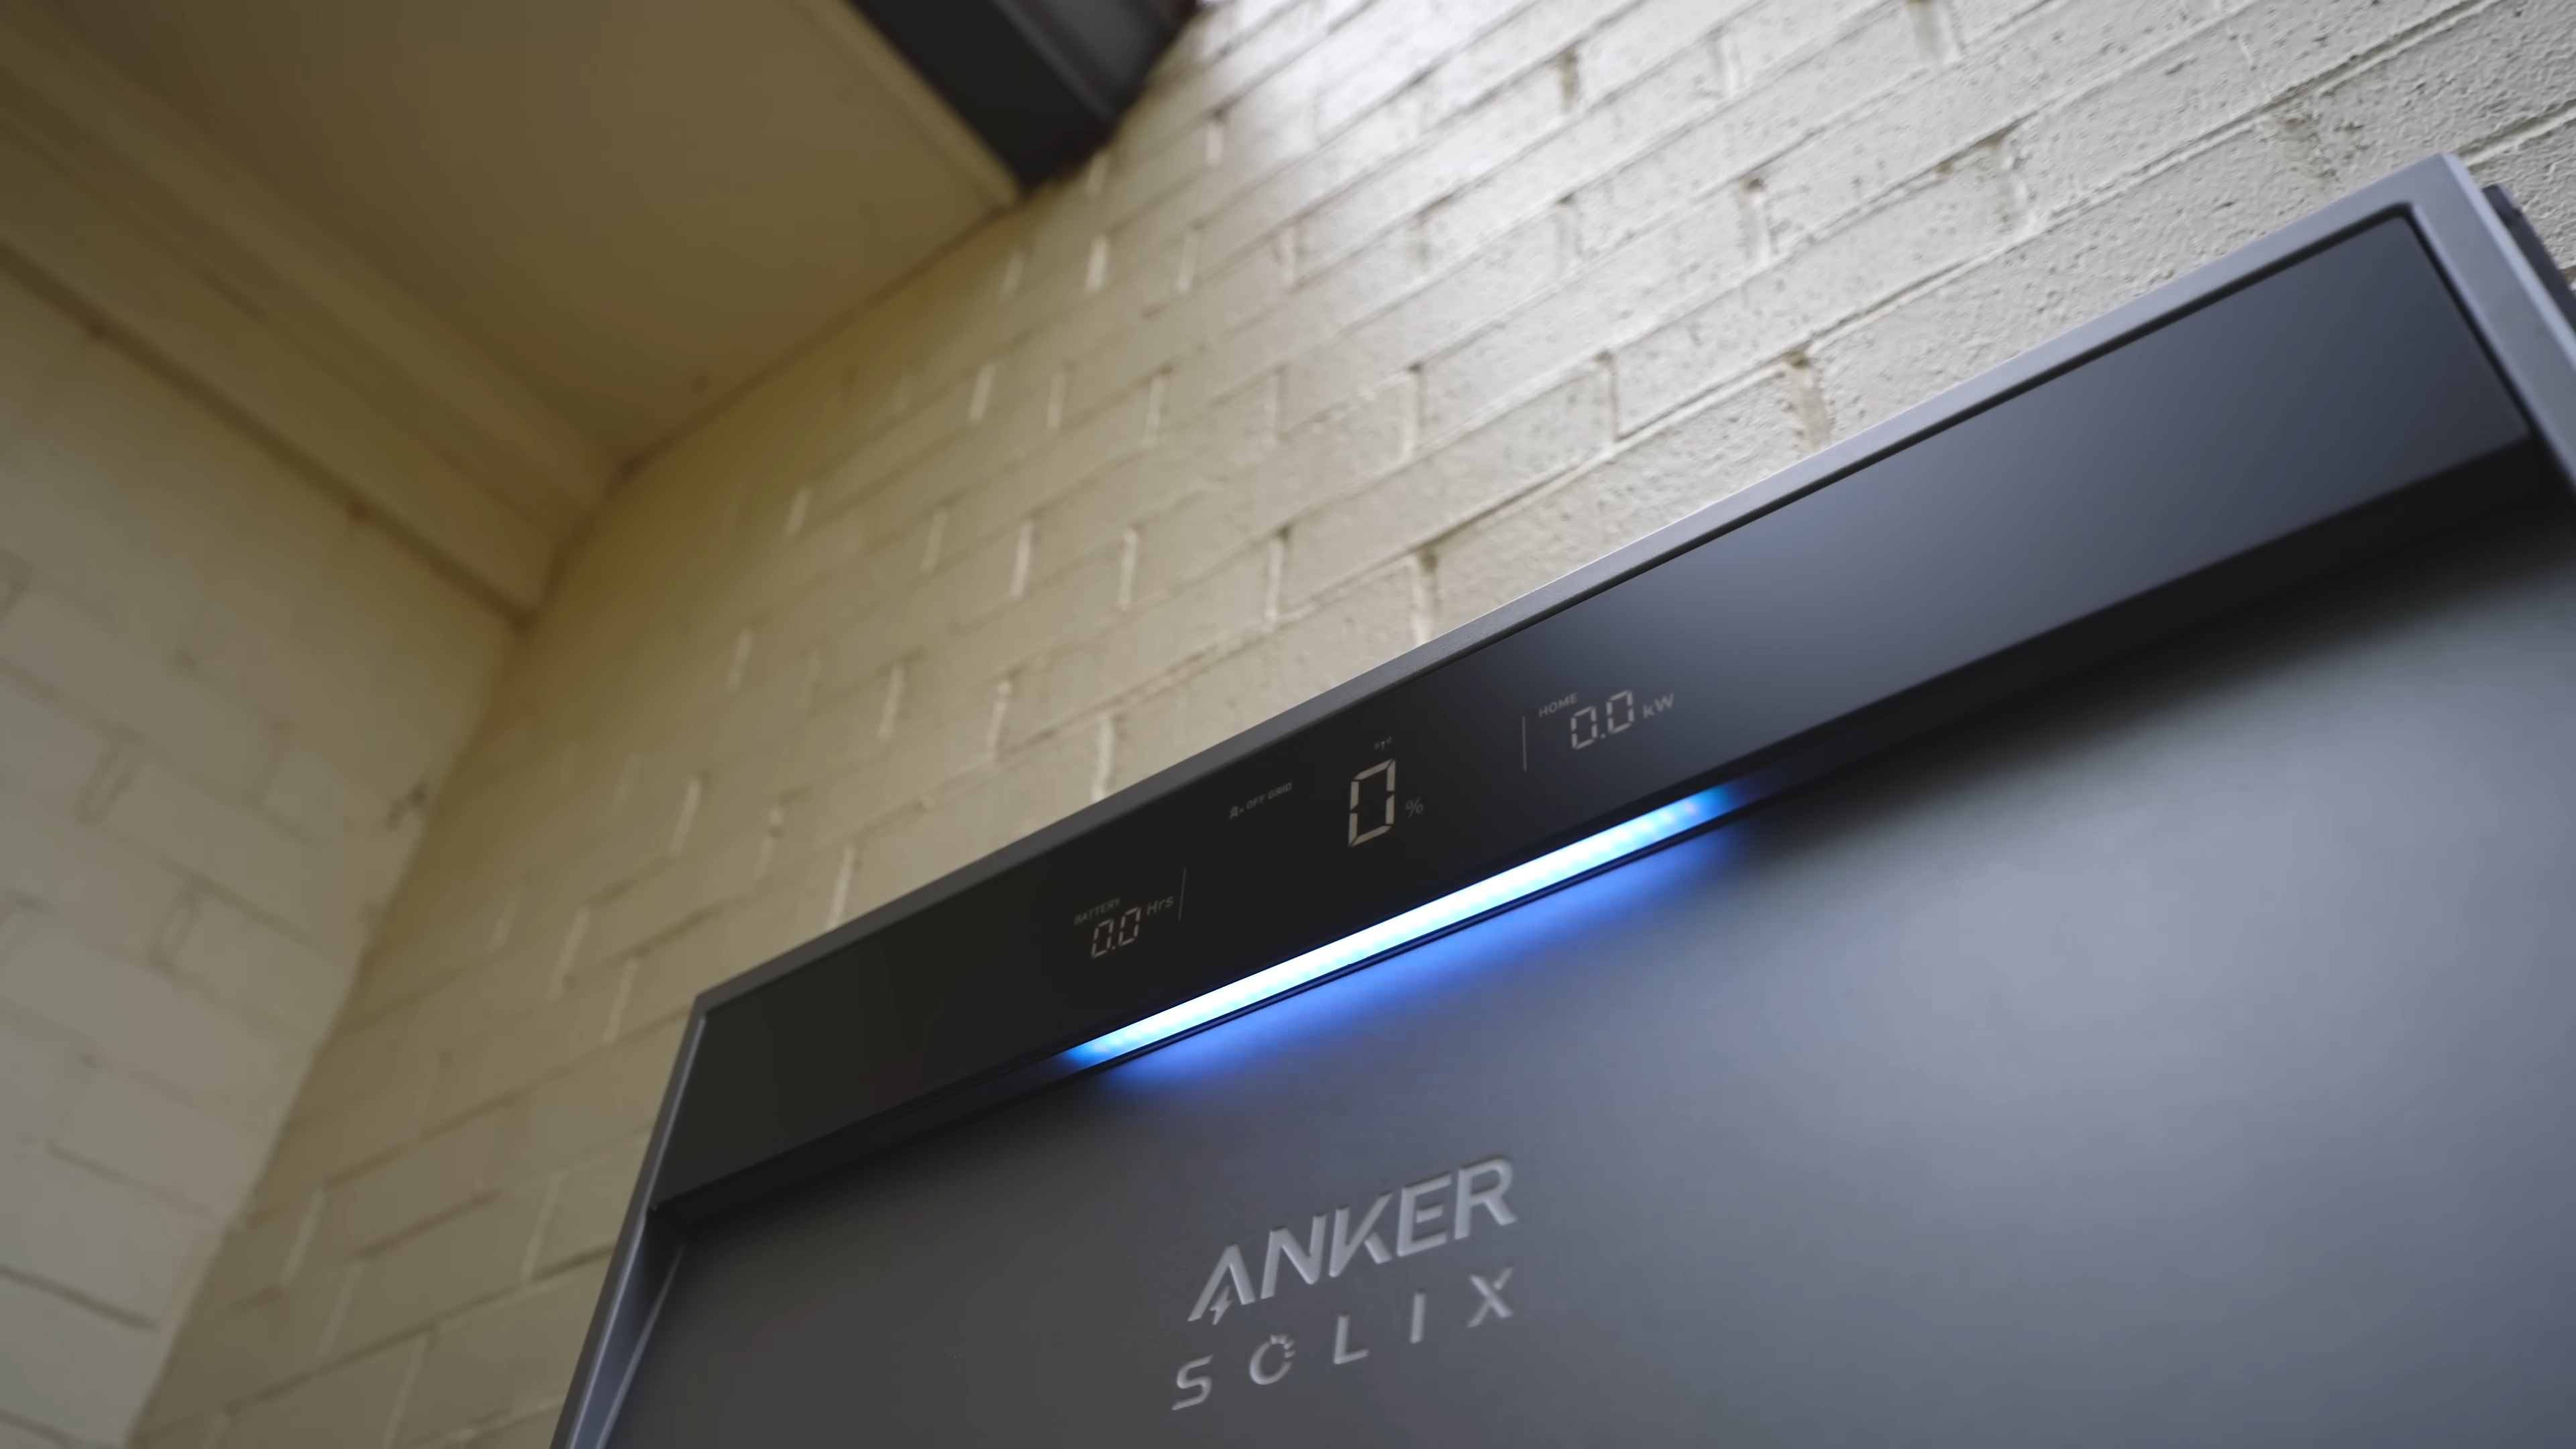 BATTERY
0.0 Hrs
OFF GRID
0 %
HOME
0.0 kW
ANKER
SOLIX